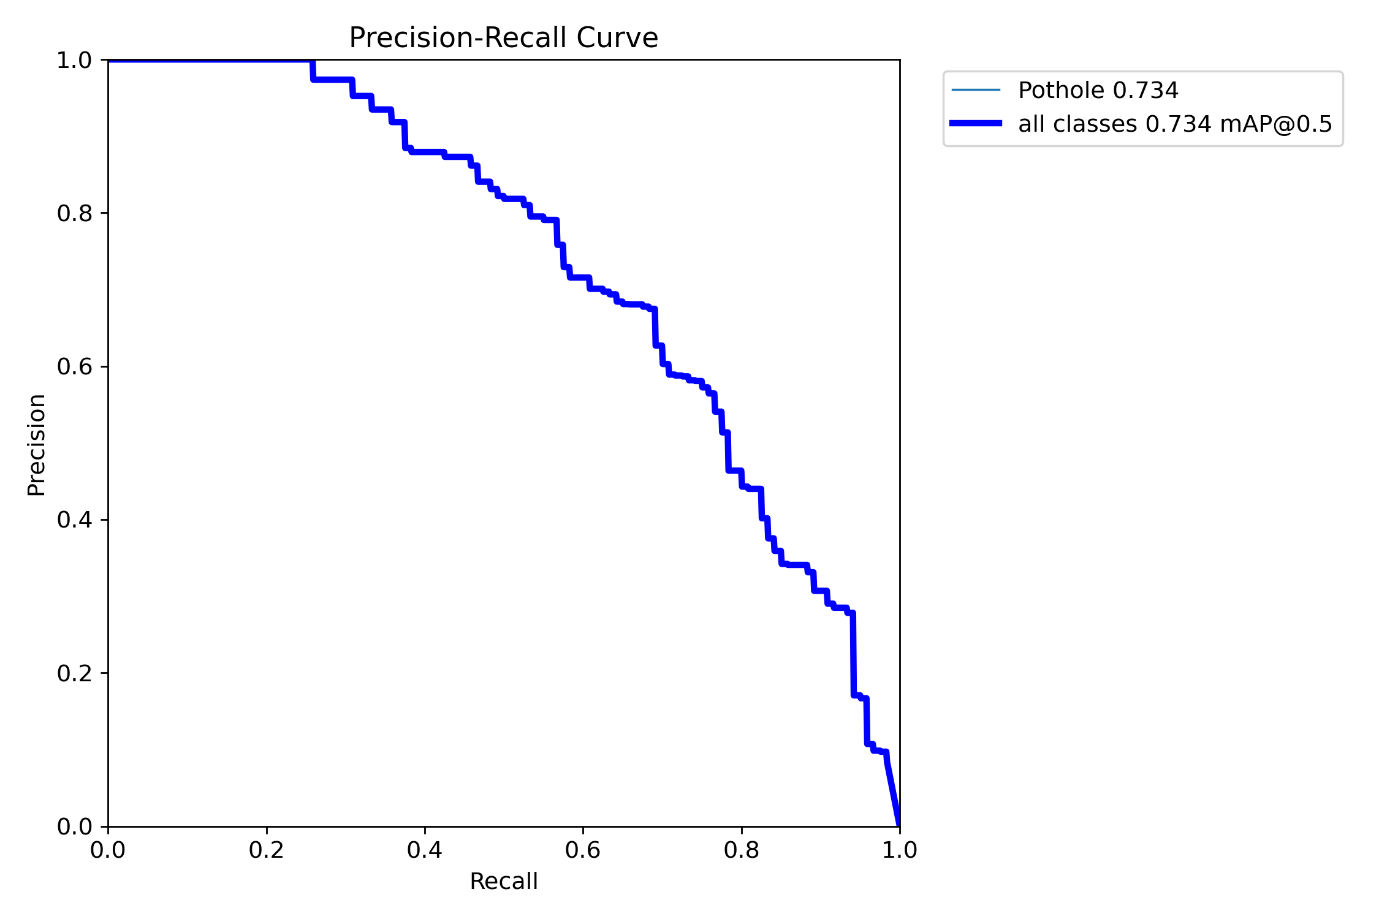 Precision-Recall Curve
1.0
0.8
0.6
0.4
0.2
0.0
Precision
0.0 0.2 0.4 0.6 0.8 1.0
Recall
Pothole 0.734
all classes 0.734 mAP@0.5